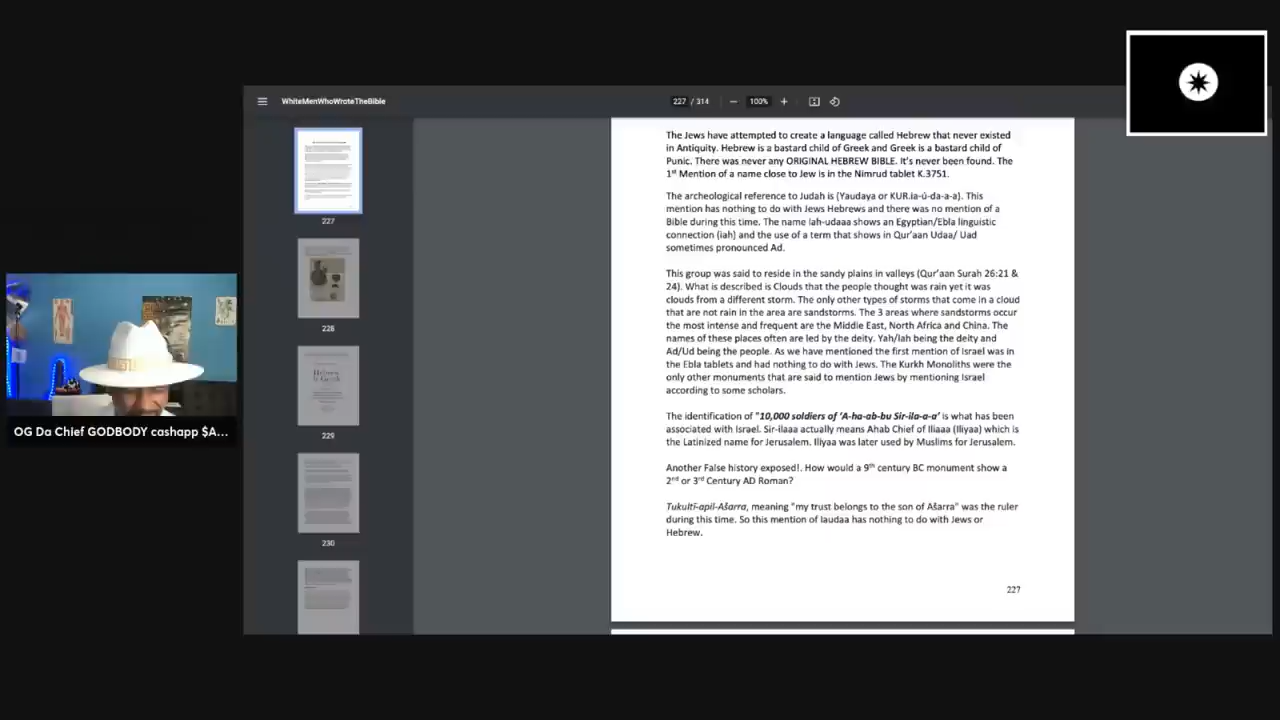 WhiteMenWhoWroteTheBible
227 / 314
100%
The Jews have attempted to create a language called Hebrew that never existed
in Antiquity. Hebrew is a bastard child of Greek and Greek is a bastard child of
Punic. There was never any ORIGINAL HEBREW BIBLE. It's never been found. The
1st Mention of a name close to Jew is in the Nimrud tablet K.3751.
The archeological reference to Judah is (Yaudaya or KUR.ia-ú-da-a-a). This
mention has nothing to do with Jews Hebrews and there was no mention of a
Bible during this time. The name Iah-udaaa shows an Egyptian/Ebla linguistic
connection (iah) and the use of a term that shows in Qur'aan Udaa/ Uad
sometimes pronounced Ad.
This group was said to reside in the sandy plains in valleys (Qur'aan Surah 26:21 &
24). What is described is Clouds that the people thought was rain yet it was
clouds from a different storm. The only other types of storms that come in a cloud
that are not rain in the area are sandstorms. The 3 areas where sandstorms occur
the most intense and frequent are the Middle East, North Africa and China. The
names of these places often are led by the deity. Yah/Iah being the deity and
Ad/Ud being the people. As we have mentioned the first mention of Israel was in
the Ebla tablets and had nothing to do with Jews. The Kurkh Monoliths were the
only other monuments that are said to mention Jews by mentioning Israel
according to some scholars.
The identification of "10,000 soldiers of 'A-ha-ab-bu Sir-ila-a-a' is what has been
associated with Israel. Sir-ilaaa actually means Ahab Chief of Iliaaa (Iliyaa) which is
the Latinized name for Jerusalem. Iliyaa was later used by Muslims for Jerusalem.
Another False history exposed!. How would a 9th century BC monument show a
2nd or 3rd Century AD Roman?
Tukultī-apil-Ašarra, meaning "my trust belongs to the son of Ašarra" was the ruler
during this time. So this mention of Iaudaa has nothing to do with Jews or
Hebrew.
227
227
228
Hebrew
is Greek
229
230
OG Da Chief GODBODY cashapp $A...